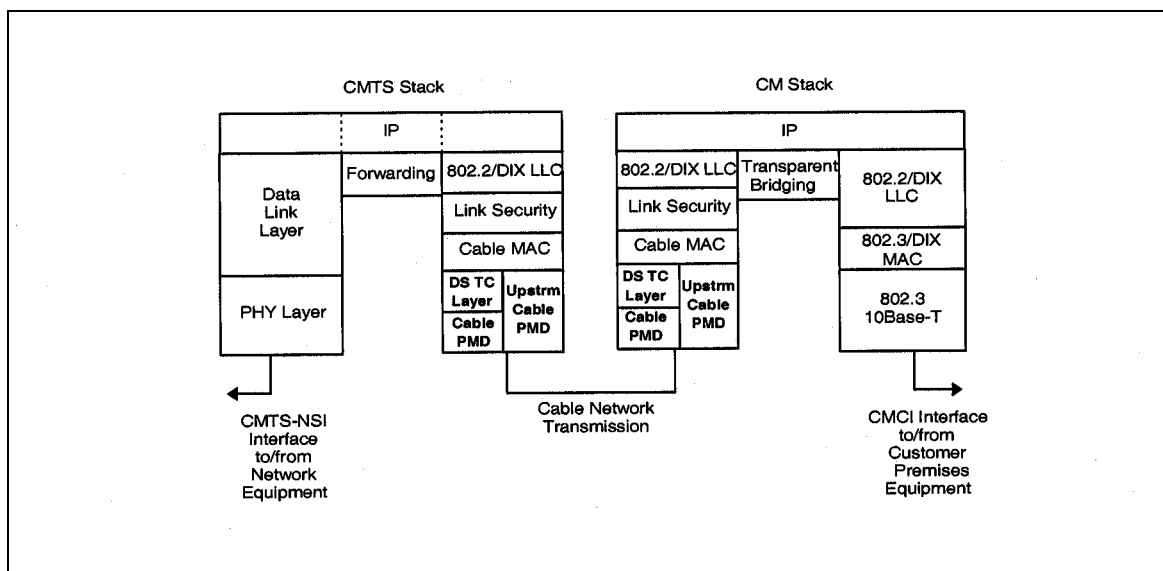 CMTS Stack
CM Stack
IP
IP
Data
Link
Layer
PHY Layer
Forwarding
802.2/DIX LLC
Link Security
Cable MAC
DS TC
Layer
Cable
PMD
Upstrm
Cable
PMD
802.2/DIX LLC
Link Security
Cable MAC
DS TC
Layer
Cable
PMD
Upstrm
Cable
PMD
Transparent
Bridging
802.2/DIX
LLC
802.3/DIX
MAC
802.3
10Base-T
CMTS-NSI
Interface
to/from
Network
Equipment
Cable Network
Transmission
CMCI Interface
to/from
Customer
Premises
Equipment